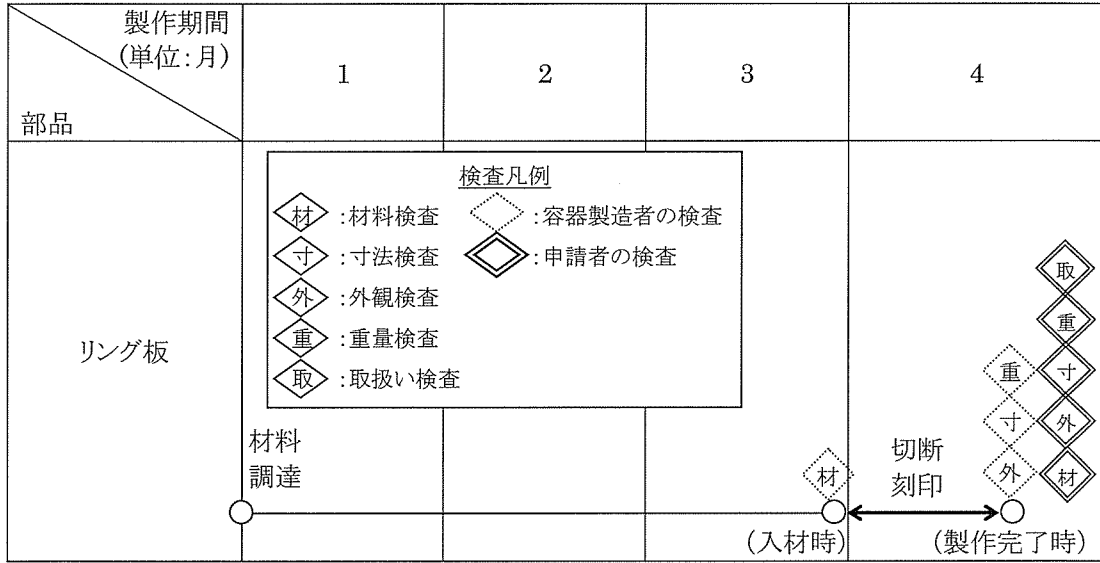 製作期間
(単位:月)
部品
1
2
3
4
リング板
検査凡例
材 :材料検査
:容器製造者の検査
寸 :寸法検査
:申請者の検査
外 :外観検査
重 :重量検査
取 :取扱い検査
材料
調達
材
(入材時)
切断
刻印
重
寸
外
取
重
寸
外
材
(製作完了時)